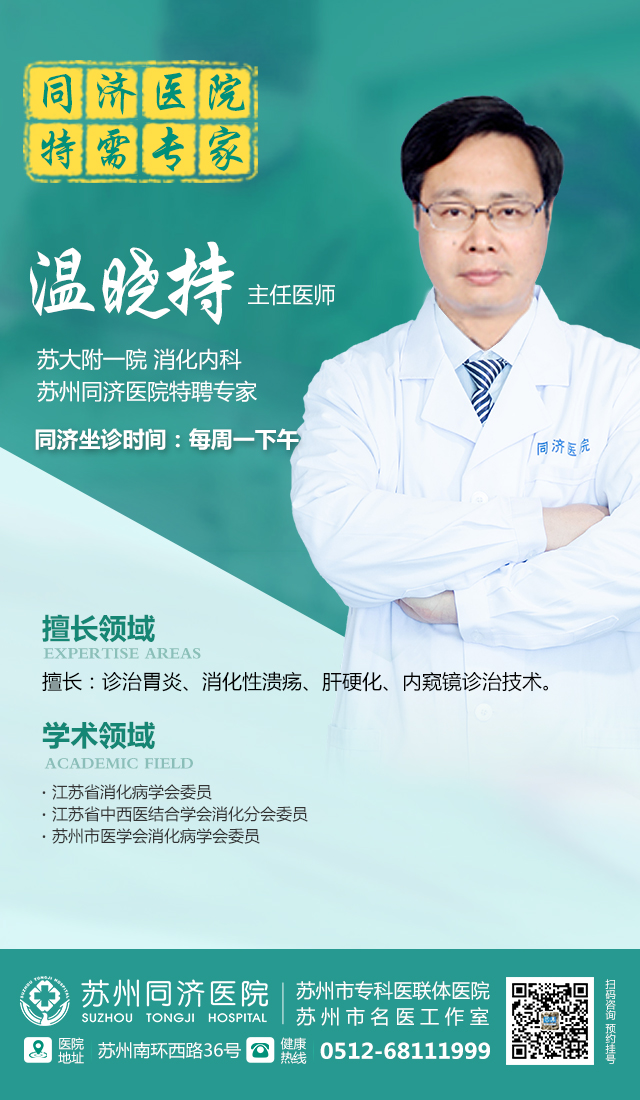 同济医院
特需专家
温晓持 主任医师
苏大附一院 消化内科
苏州同济医院特聘专家
同济坐诊时间：每周一下午
同济医院
擅长领域
EXPERTISE AREAS
擅长：诊治胃炎、消化性溃疡、肝硬化、内窥镜诊治技术。
学术领域
ACADEMIC FIELD
· 江苏省消化病学会委员
· 江苏省中西医结合学会消化分会委员
· 苏州市医学会消化病学会委员
SUZHOU TONGJI HOSPITAL
苏州同济医院
SUZHOU TONGJI HOSPITAL
苏州市专科医联体医院
苏州市名医工作室
扫码咨询 预约挂号
医院地址 苏州南环西路36号
健康热线 0512-68111999